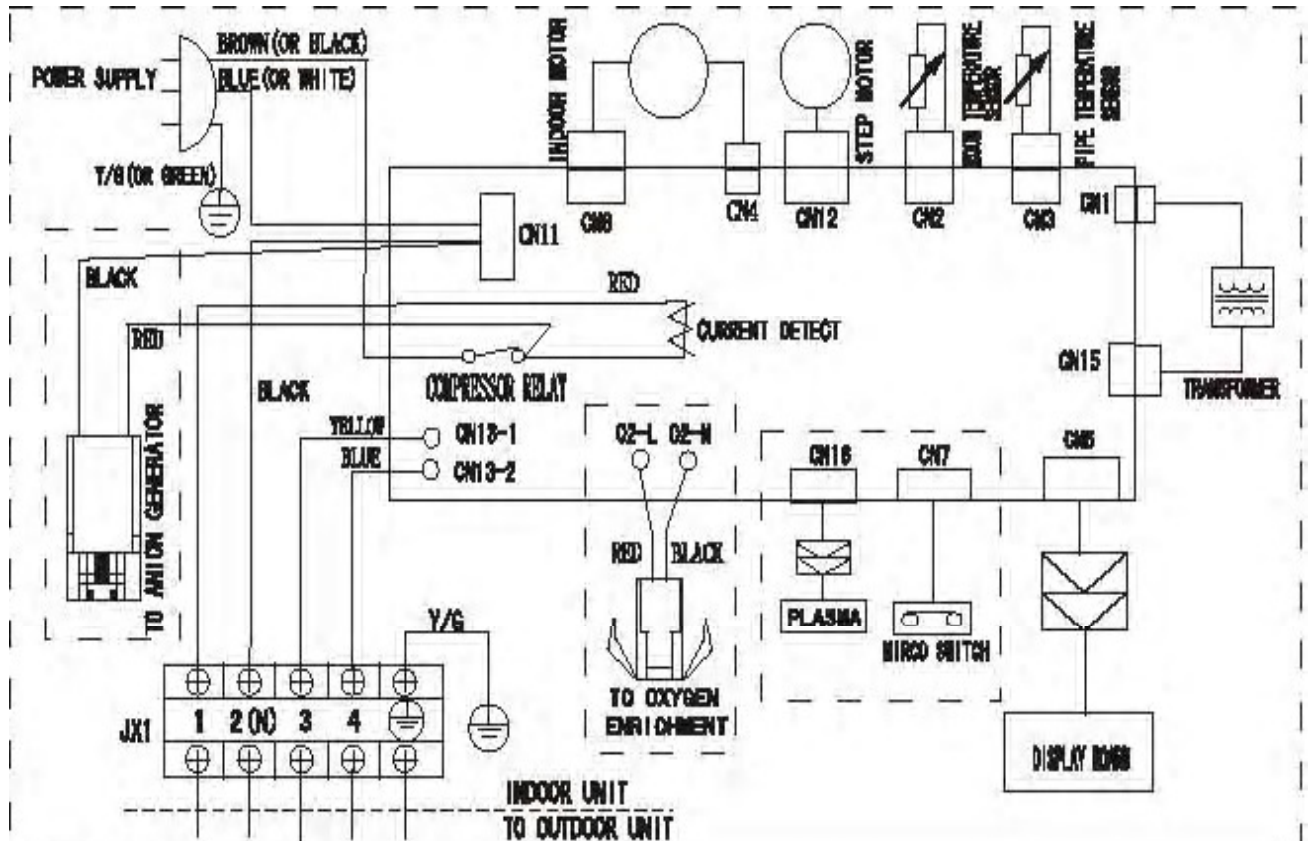 BROWN(OR BLACK)
POWER SUPPLY
BLUE(OR WHITE)
Y/G(OR GREEN)
INDOOR MOTOR
STEP MOTOR
ROOM TEMPERATURE
SENSOR
PIPE TEMPERATURE
SENSOR
CN6
CN4
CN12
CN2
CN3
CN1
CN11
BLACK
RED
CURRENT DETECT
RED
CN15
TRANSFORMER
COMPRESSOR RELAY
BLACK
YELLOW
CN13-1
BLUE
CN13-2
O2-L O2-N
CN16
CN7
CN5
TO ANION GENERATOR
RED
BLACK
PLASMA
MIRCO SWITCH
Y/G
TO OXYGEN
ENRICHMENT
JX1
1 2(N) 3 4
DISPLAY
INDOOR UNIT
TO OUTDOOR UNIT